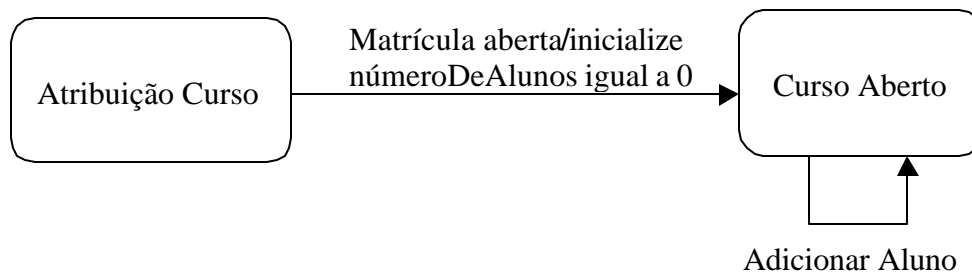 Matrícula aberta/inicialize
númeroDeAlunos igual a 0
Atribuição Curso
Curso Aberto
Adicionar Aluno